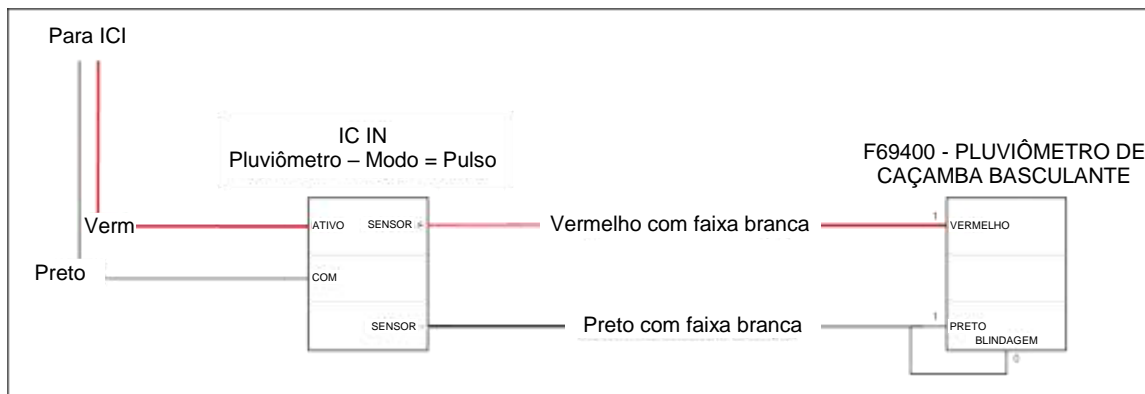 Para ICI
IC IN
Pluviômetro – Modo = Pulso
F69400 - PLUVIÔMETRO DE
CAÇAMBA BASCULANTE
Verm
ATIVO
SENSOR
Vermelho com faixa branca
1
VERMELHO
Preto
COM
SENSOR
Preto com faixa branca
1
PRETO
BLINDAGEM
0